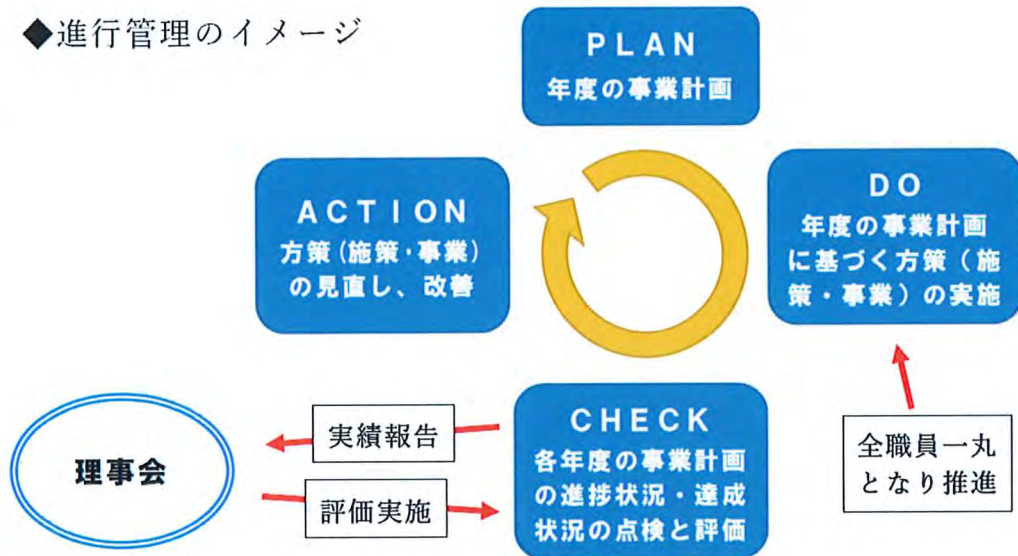 ◆進行管理のイメージ
PLAN
年度の事業計画
ACTION
方策(施策・事業)
の見直し、改善
DO
年度の事業計画
に基づく方策(施
策・事業)の実施
理事会
実績報告
評価実施
CHECK
各年度の事業計画
の進捗状況・達成
状況の点検と評価
全職員一丸
となり推進